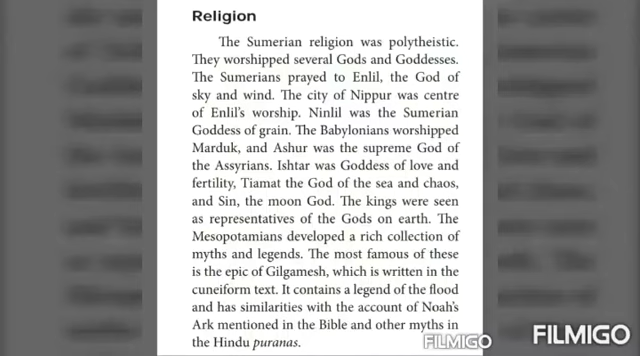 Religion
The Sumerian religion was polytheistic.
They worshipped several Gods and Goddesses.
The Sumerians prayed to Enlil, the God of
sky and wind. The city of Nippur was centre
of Enlil's worship. Ninlil was the Sumerian
Goddess of grain. The Babylonians worshipped
Marduk, and Ashur was the supreme God of
the Assyrians. Ishtar was Goddess of love and
fertility, Tiamat the God of the sea and chaos,
and Sin, the moon God. The kings were seen
as representatives of the Gods on earth. The
Mesopotamians developed a rich collection of
myths and legends. The most famous of these
is the epic of Gilgamesh, which is written in the
cuneiform text. It contains a legend of the flood
and has similarities with the account of Noah's
Ark mentioned in the Bible and other myths in
the Hindu puranas.
FILMIGO
FILMIGO